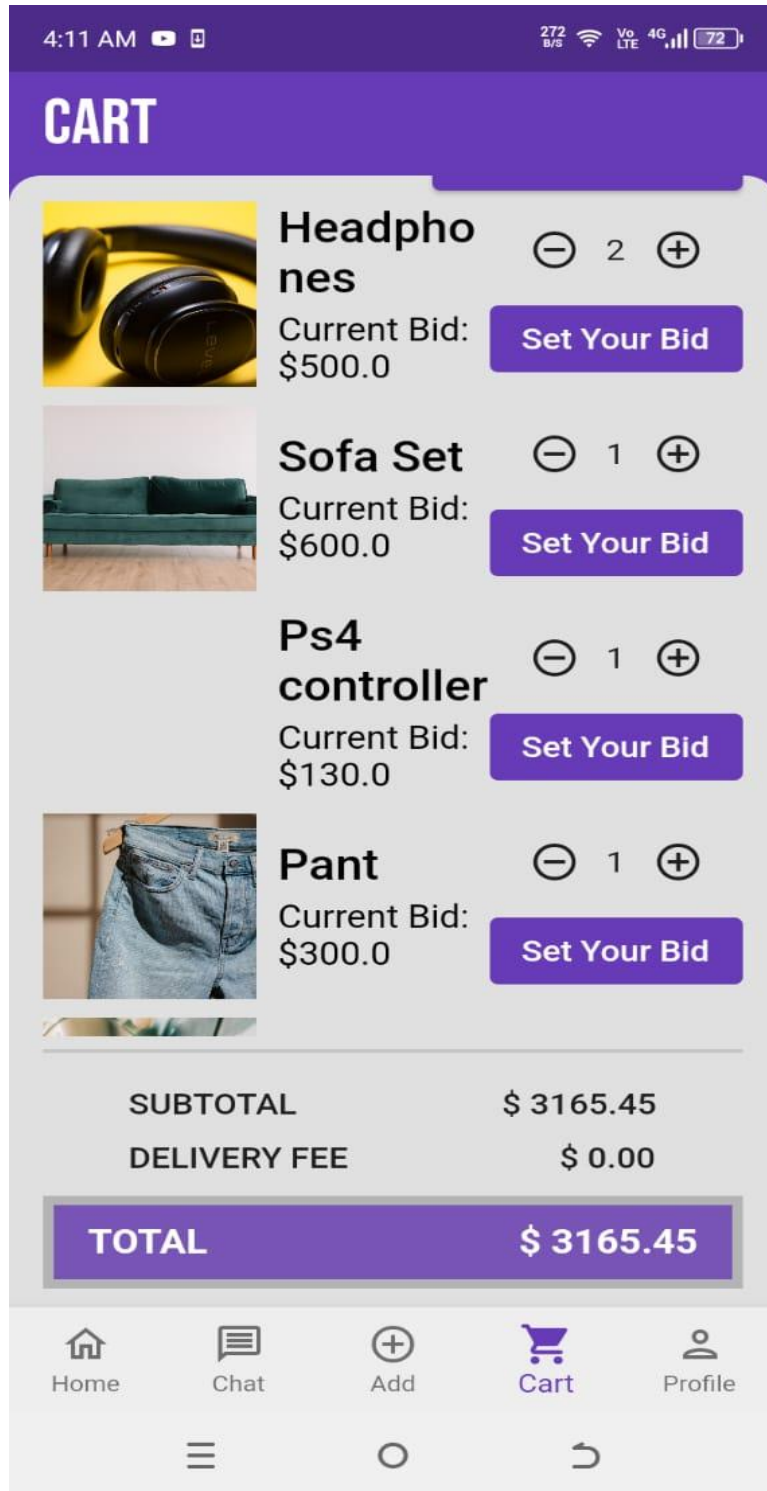 4:11 AM
272 B/S Vo LTE 4G 72
CART
Headpho
nes
2
Current Bid:
$500.0
Set Your Bid
Sofa Set
1
Current Bid:
$600.0
Set Your Bid
Ps4
controller
1
Current Bid:
$130.0
Set Your Bid
Pant
1
Current Bid:
$300.0
Set Your Bid
SUBTOTAL $ 3165.45
DELIVERY FEE $ 0.00
TOTAL $ 3165.45
Home Chat Add Cart Profile